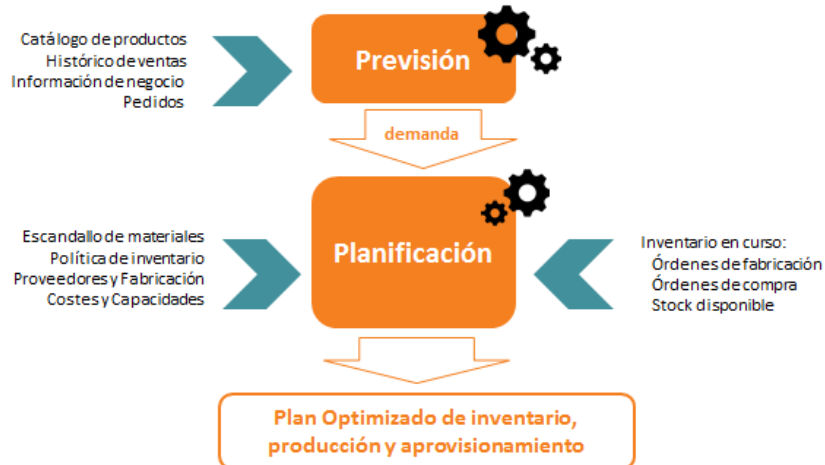 Catálogo de productos
Histórico de ventas
Información de negocio
Pedidos
Previsión
demanda
Escandallo de materiales
Política de inventario
Proveedores y Fabricación
Costes y Capacidades
Planificación
Inventario en curso:
Órdenes de fabricación
Órdenes de compra
Stock disponible
Plan Optimizado de inventario,
producción y aprovisionamiento